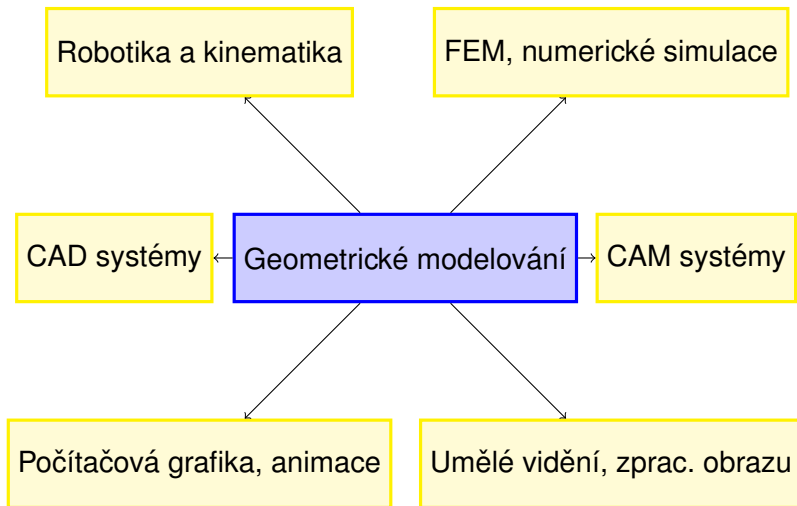 Robotika a kinematika
FEM, numerické simulace
CAD systémy
Geometrické modelování
CAM systémy
Počítačová grafika, animace
Umělé vidění, zprac. obrazu